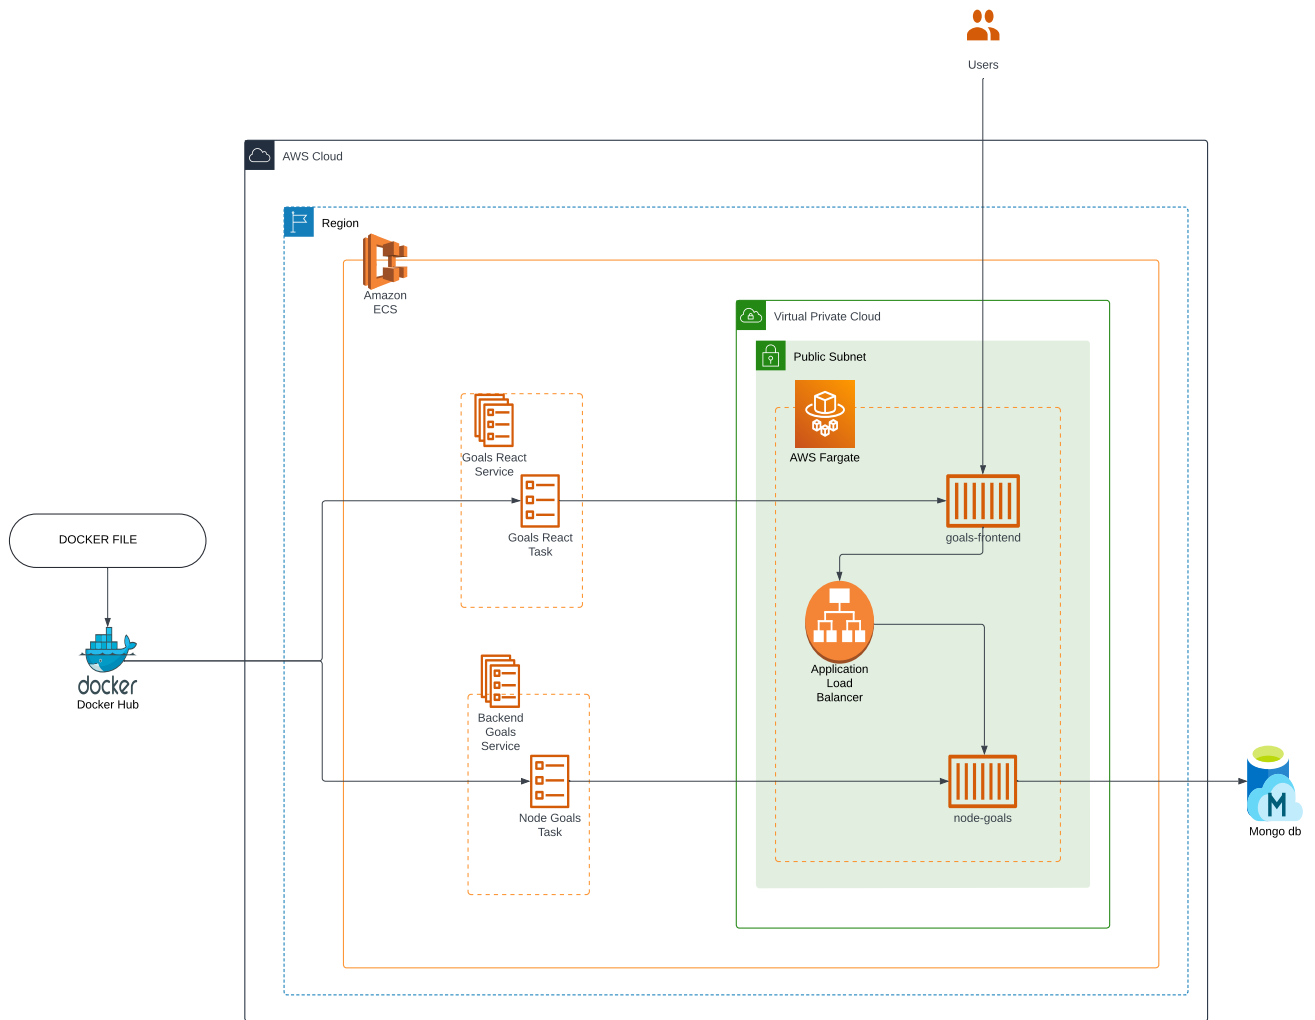 Users
AWS Cloud
Region
Amazon
ECS
Virtual Private Cloud
Public Subnet
AWS Fargate
Goals React
Service
Goals React
Task
goals-frontend
DOCKER FILE
docker
Docker Hub
Application
Load
Balancer
Backend
Goals
Service
Node Goals
Task
node-goals
M
Mongo db